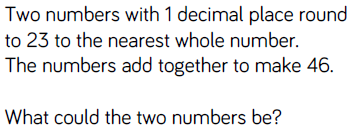 Two numbers with 1 decimal place round
to 23 to the nearest whole number.
The numbers add together to make 46.
What could the two numbers be?